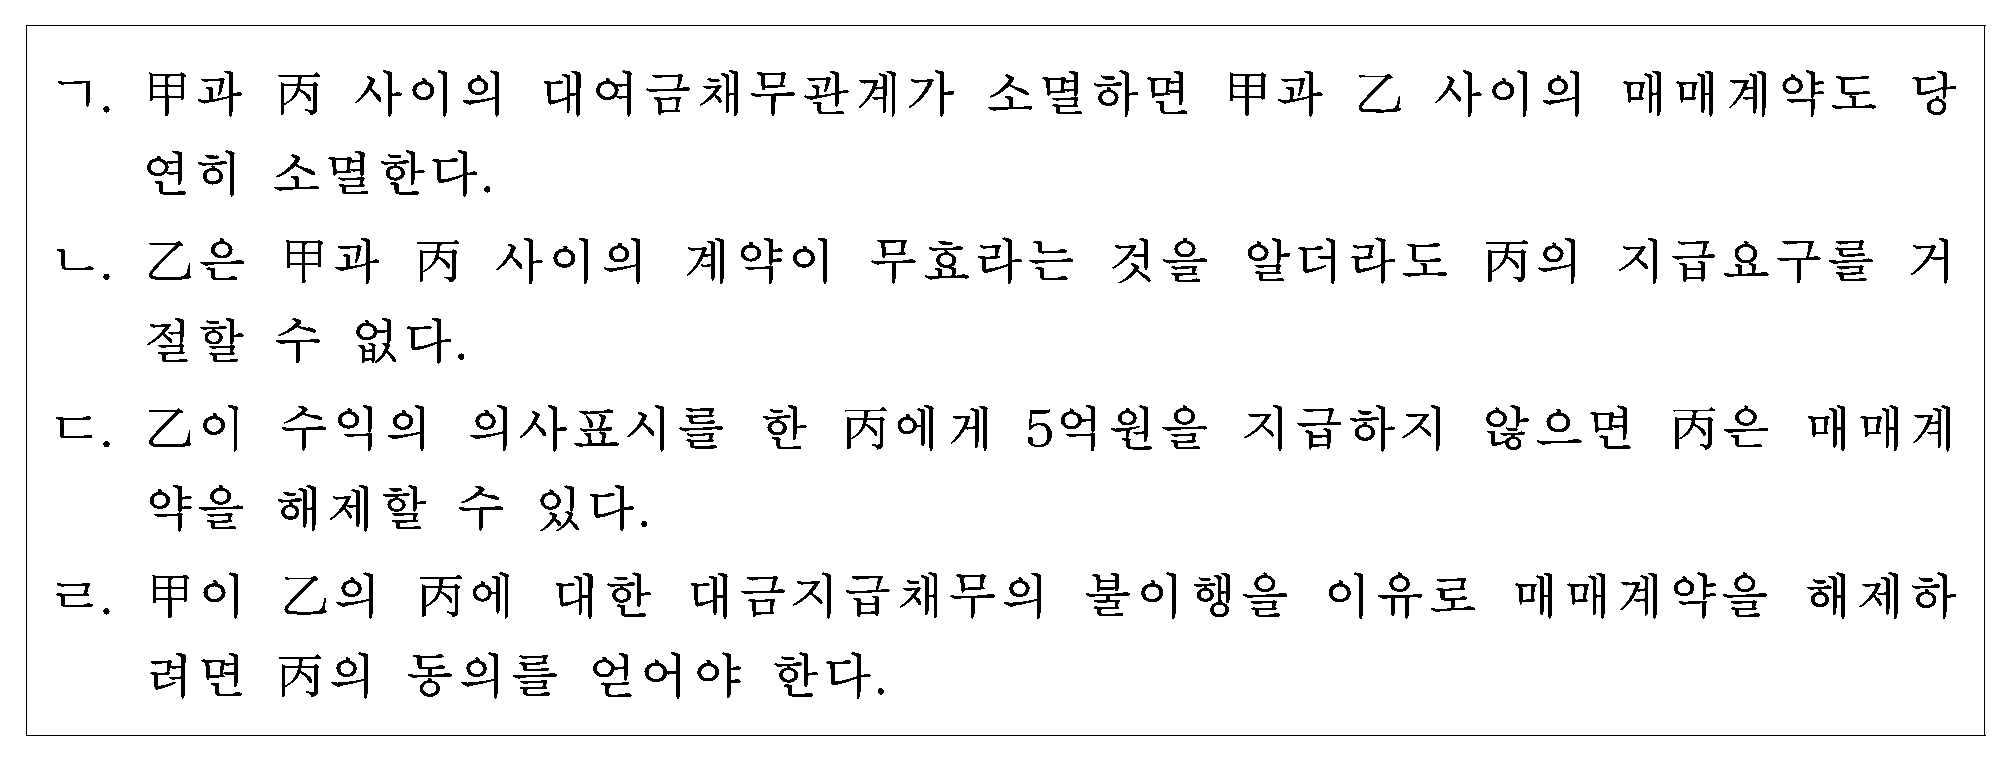 ㄱ. 甲과 丙 사이의 대여금채무관계가 소멸하면 甲과 乙 사이의 매매계약도 당
연히 소멸한다.
ㄴ. 乙은 甲과 丙 사이의 계약이 무효라는 것을 알더라도 丙의 지급요구를 거
절할 수 없다.
ㄷ. 乙이 수익의 의사표시를 한 丙에게 5억원을 지급하지 않으면 丙은 매매계
약을 해제할 수 있다.
ㄹ. 甲이 乙의 丙에 대한 대금지급채무의 불이행을 이유로 매매계약을 해제하
려면 丙의 동의를 얻어야 한다.